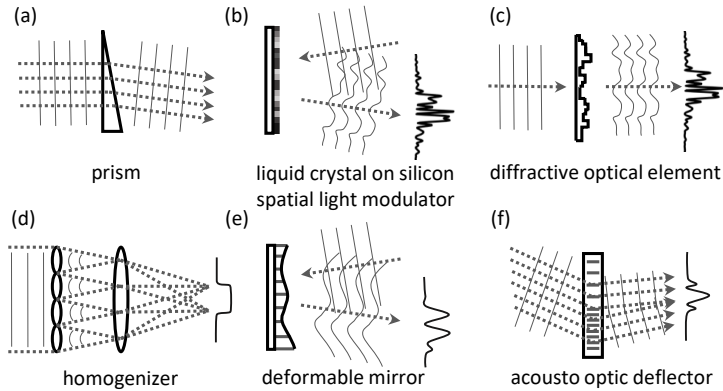 (a)
prism
(b)
liquid crystal on silicon
spatial light modulator
(c)
diffractive optical element
(d)
homogenizer
(e)
deformable mirror
(f)
acousto optic deflector